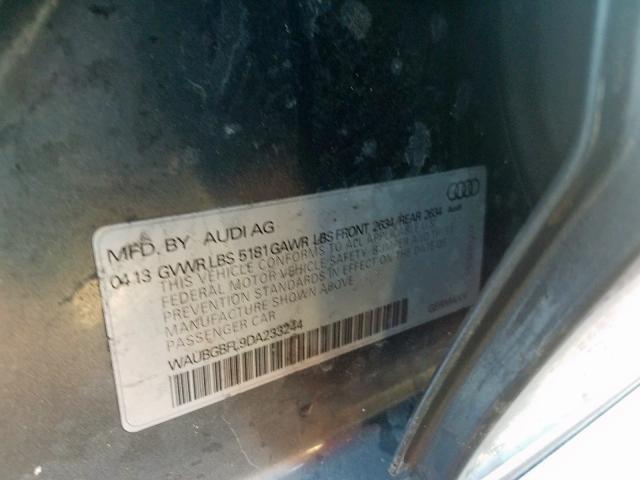 MFD. BY AUDI AG
Audi
04.13 GVWR LBS 5181 GAWR LBS FRONT 2634/REAR 2634
THIS VEHICLE CONFORMS TO ALL APPLICABLE U.S.
FEDERAL MOTOR VEHICLE SAFETY-BUMPER AND THEFT
PREVENTION STANDARDS IN EFFECT ON THE DATE OF
MANUFACTURE SHOWN ABOVE
PASSENGER CAR
GERMANY
WAUBGBFL9DA233244